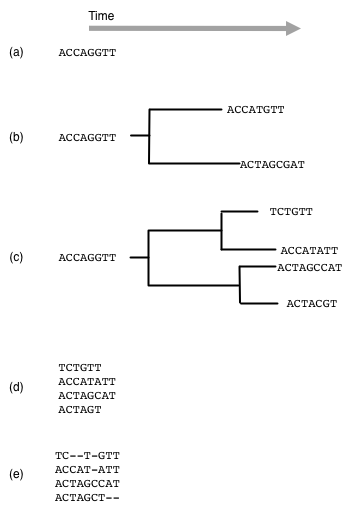 Time
(a) ACCAGGTT
ACCATGTT
(b) ACCAGGTT
ACTAGCGAT
TCTGTT
ACCATATT
(c) ACCAGGTT
ACTAGCCAT
ACTACGT
TCTGTT
ACCATATT
(d)
ACTAGCAT
ACTAGT
TC--T-GTT
ACCAT-ATT
(e)
ACTAGCCAT
ACTAGCT--